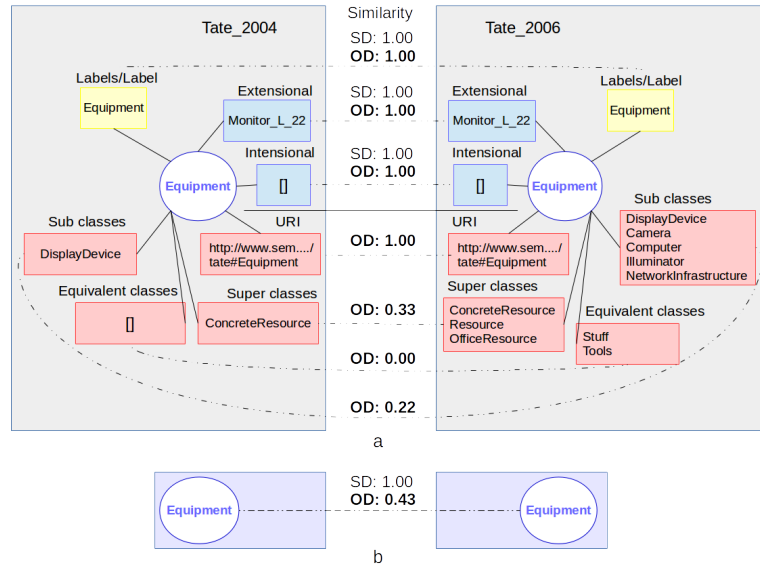 Similarity
Tate_2004
SD: 1.00
OD: 1.00
Tate_2006
Labels/Label
Equipment
Extensional
Monitor_L_22
SD: 1.00
OD: 1.00
Extensional
Monitor_L_22
Labels/Label
Equipment
Intensional
[]
Equipment
SD: 1.00
OD: 1.00
Intensional
[]
Equipment
Sub classes
DisplayDevice
URI
http://www.sem..../
tate#Equipment
OD: 1.00
URI
http://www.sem..../
tate#Equipment
Sub classes
DisplayDevice
Camera
Computer
Illuminator
NetworkInfrastructure
Equivalent classes
[]
Super classes
ConcreteResource
OD: 0.33
Super classes
ConcreteResource
Resource
OfficeResource
Equivalent classes
Stuff
Tools
OD: 0.00
OD: 0.22
a
Equipment
SD: 1.00
OD: 0.43
Equipment
b